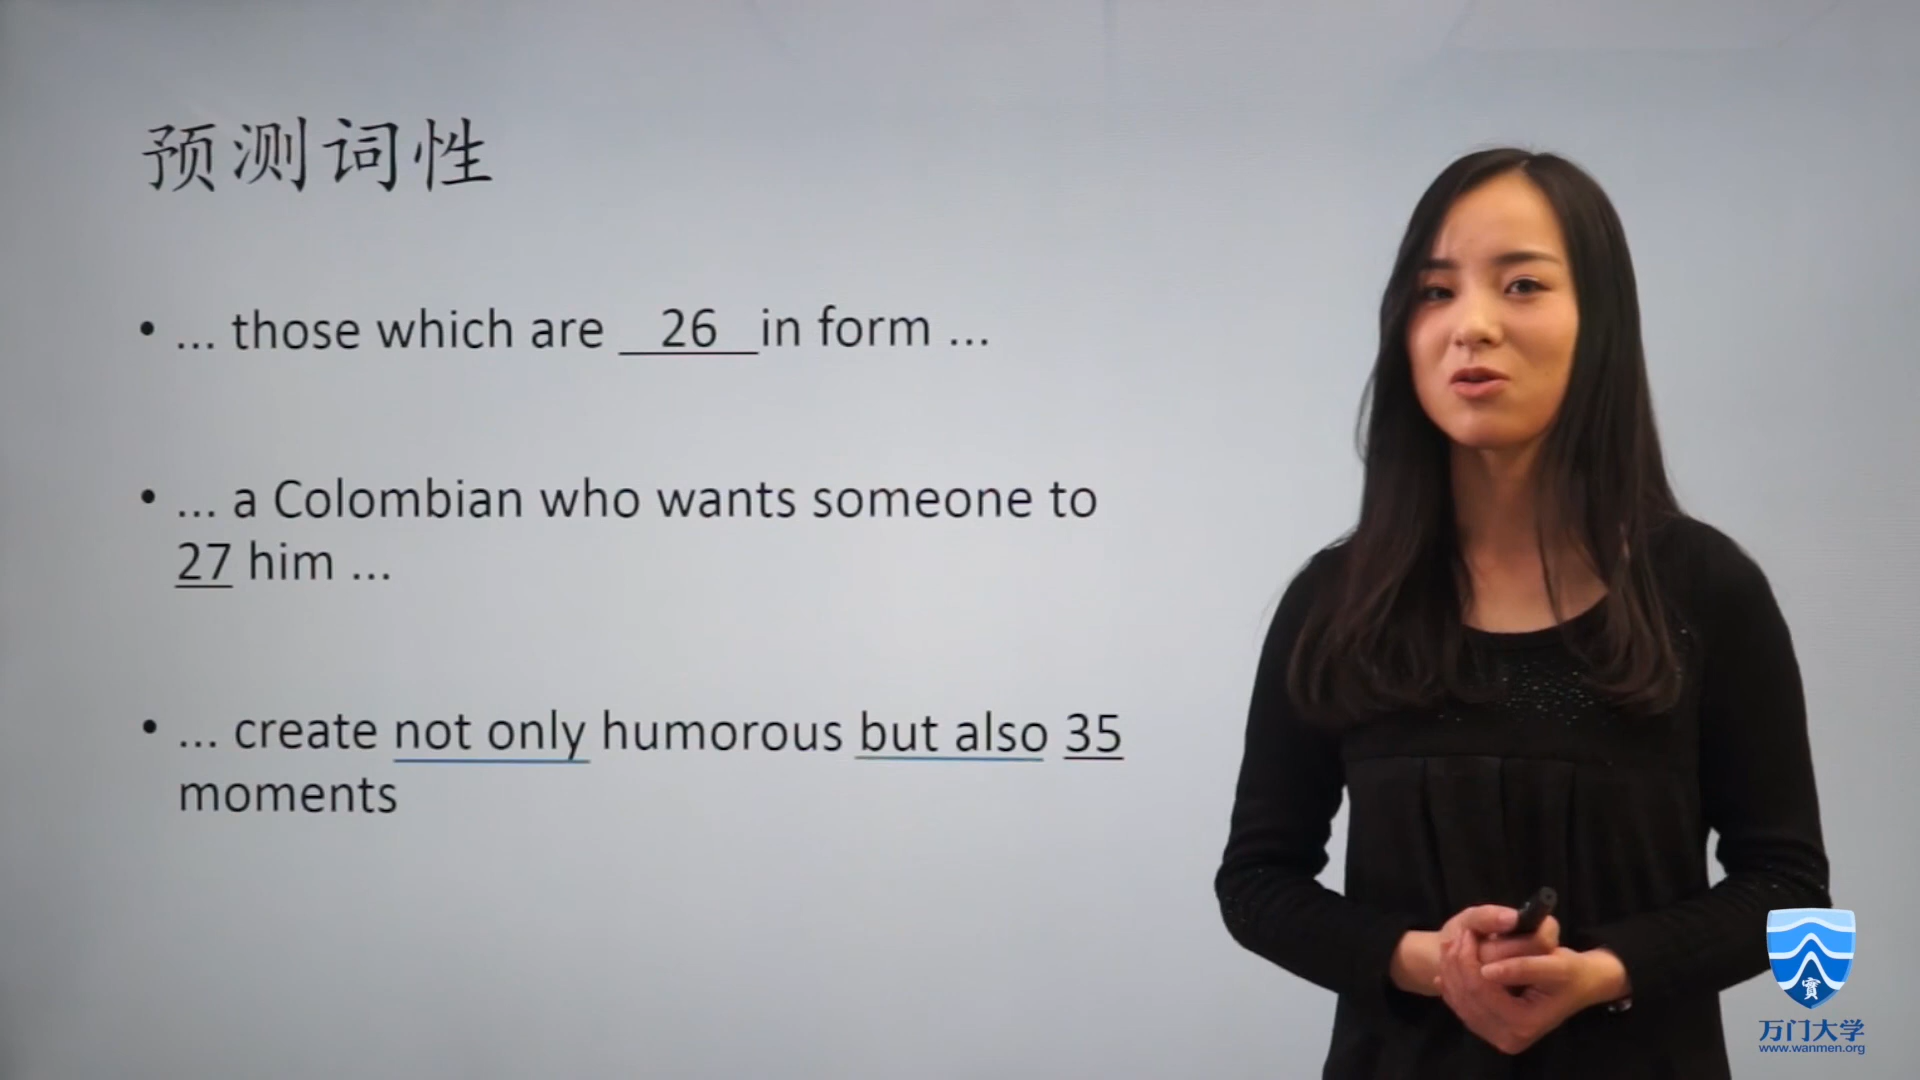 预测词性
• ... those which are 26 in form ...
• ... a Colombian who wants someone to
27 him ...
• ... create not only humorous but also 35
moments
万门大学
www.wanmen.org